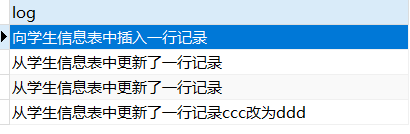 log
向学生信息表中插入一行记录
从学生信息表中更新了一行记录
从学生信息表中更新了一行记录
从学生信息表中更新了一行记录ccc改为ddd